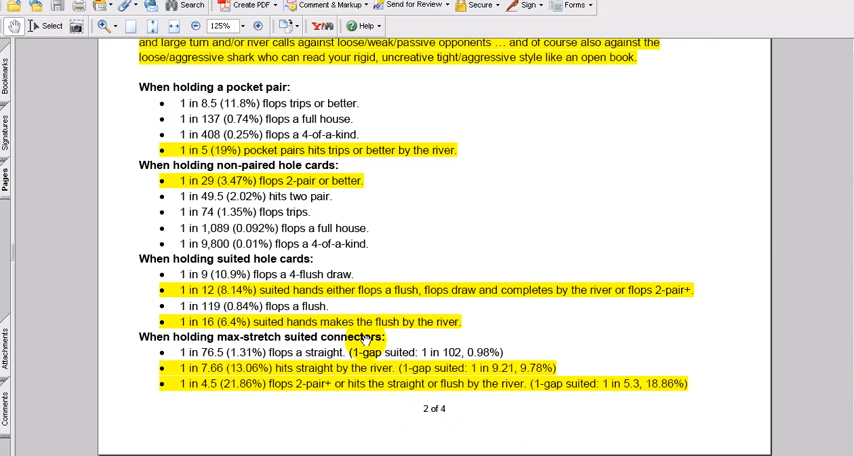 Search
Create PDF
Comment & Markup
Send for Review
Secure
Sign
Forms
Select
125%
Y!
Help
Bookmarks
Signatures
Pages
Attachments
Comments
and large turn and/or river calls against loose/weak/passive opponents … and of course also against the
loose/aggressive shark who can read your rigid, uncreative tight/aggressive style like an open book.
When holding a pocket pair:
• 1 in 8.5 (11.8%) flops trips or better.
• 1 in 137 (0.74%) flops a full house.
• 1 in 408 (0.25%) flops a 4-of-a-kind.
• 1 in 5 (19%) pocket pairs hits trips or better by the river.
When holding non-paired hole cards:
• 1 in 29 (3.47%) flops 2-pair or better.
• 1 in 49.5 (2.02%) hits two pair.
• 1 in 74 (1.35%) flops trips.
• 1 in 1,089 (0.092%) flops a full house.
• 1 in 9,800 (0.01%) flops a 4-of-a-kind.
When holding suited hole cards:
• 1 in 9 (10.9%) flops a 4-flush draw.
• 1 in 12 (8.14%) suited hands either flops a flush, flops draw and completes by the river or flops 2-pair+.
• 1 in 119 (0.84%) flops a flush.
• 1 in 16 (6.4%) suited hands makes the flush by the river.
When holding max-stretch suited connectors:
• 1 in 76.5 (1.31%) flops a straight. (1-gap suited: 1 in 102, 0.98%)
• 1 in 7.66 (13.06%) hits straight by the river. (1-gap suited: 1 in 9.21, 9.78%)
• 1 in 4.5 (21.86%) flops 2-pair+ or hits the straight or flush by the river. (1-gap suited: 1 in 5.3, 18.86%)
2 of 4